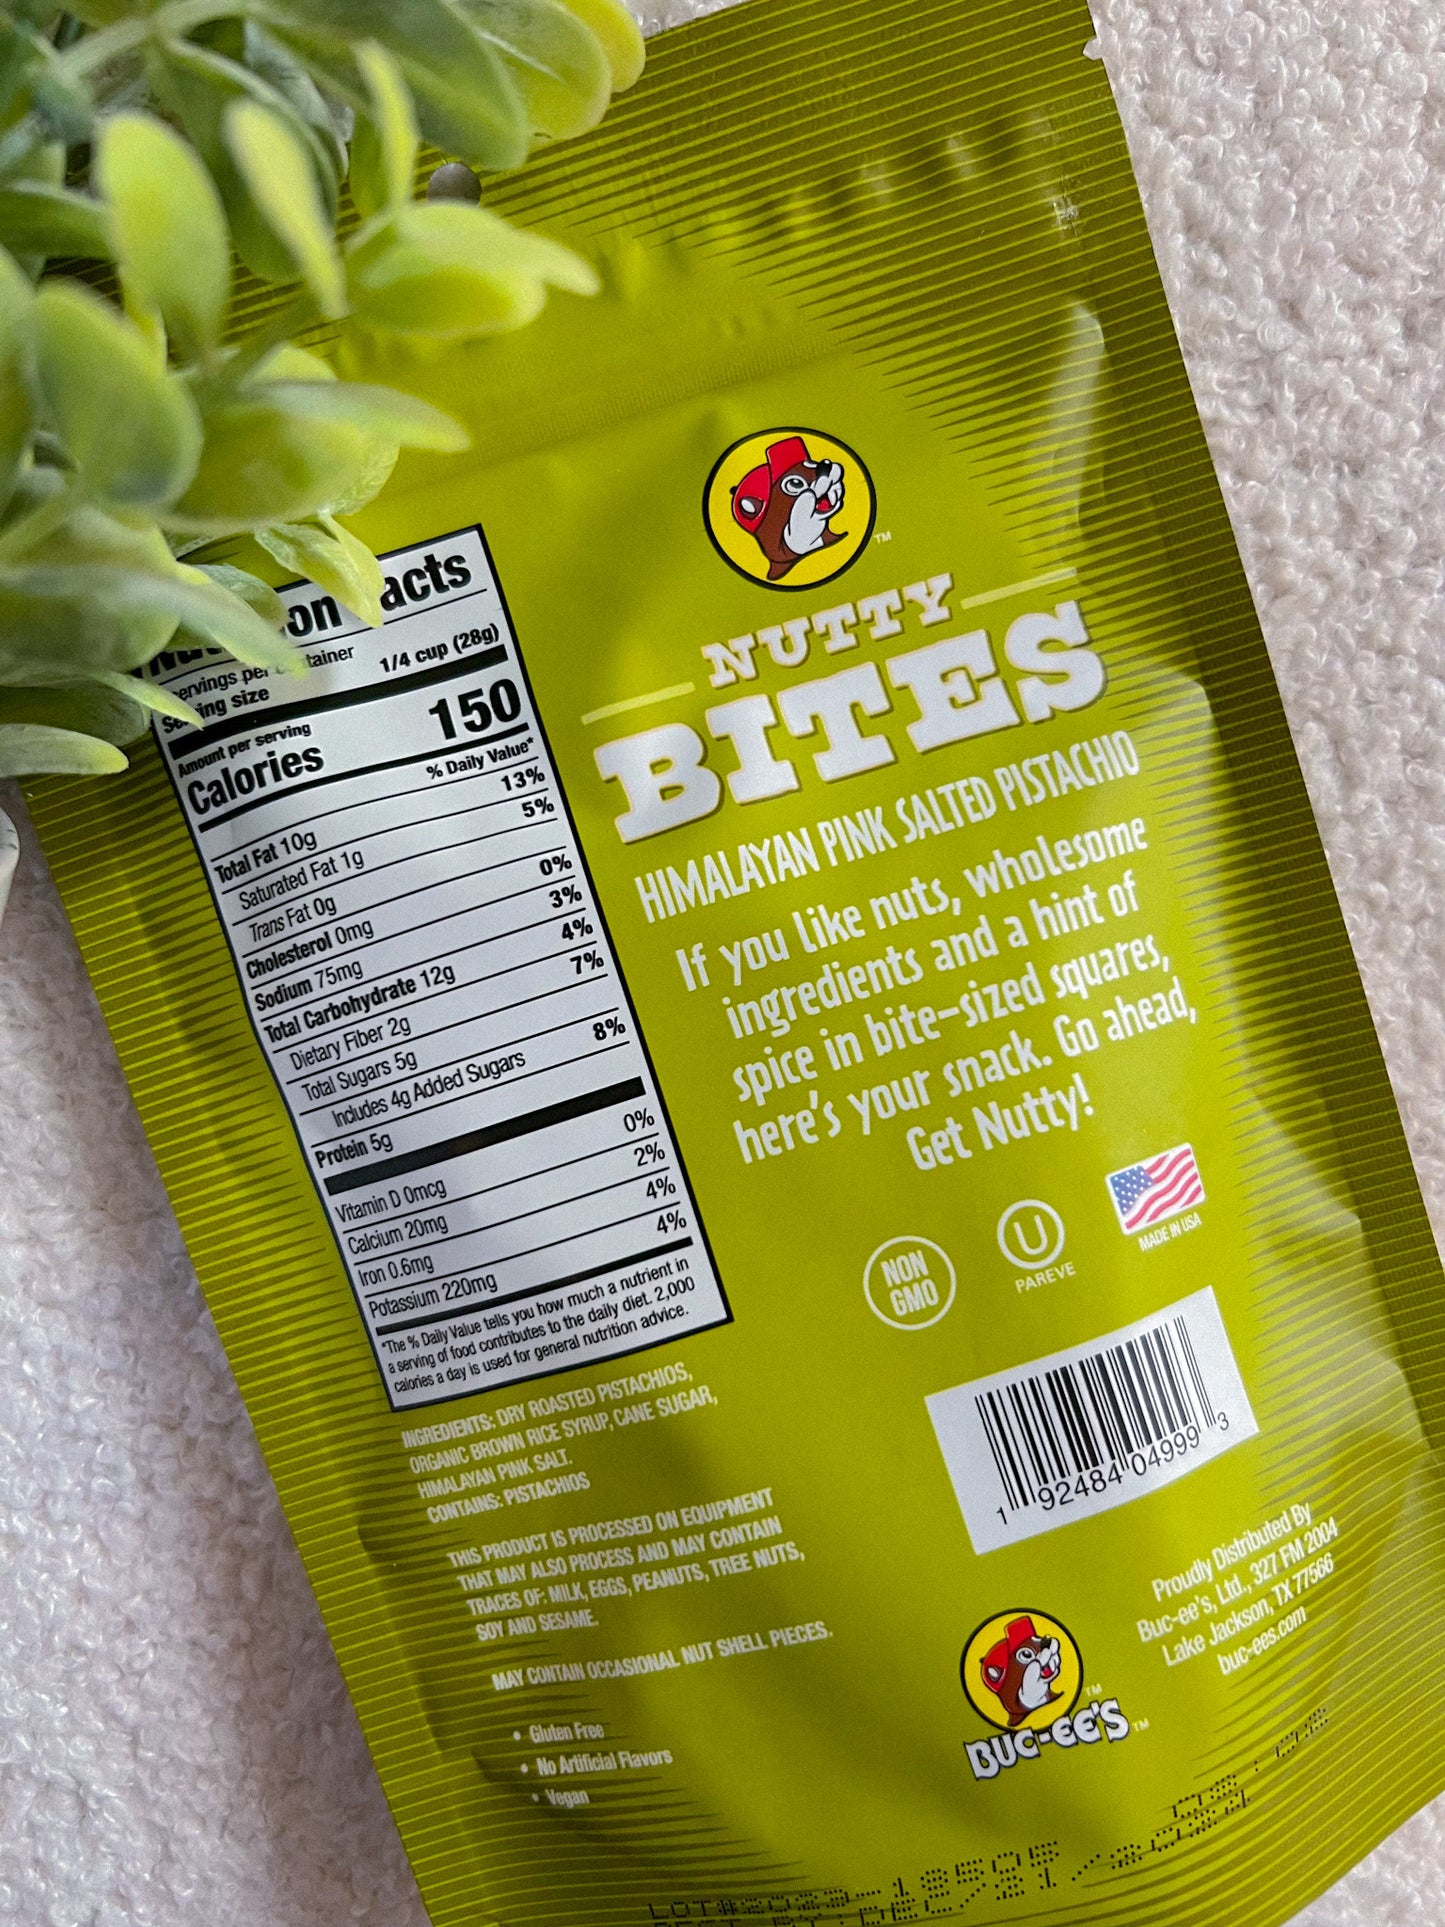 NUTTY
BITES
HIMALAYAN PINK SALTED PISTACHIO
If you like nuts, wholesome
ingredients and a hint of
spice in bite-sized squares,
here's your snack. Go ahead,
Get Nutty!
NON
GMO
U
PAREVE
MADE IN USA
1 92484 04999 3
Proudly Distributed By
Buc-ee's, Ltd., 327 FM 2004
Lake Jackson, TX 77566
buc-ees.com
BUC-EE'S
TM
1/4 cup (28g)
size
Amount per serving
Calories 150
% Daily Value*
Total Fat 10g 13%
Saturated Fat 1g 5%
Trans Fat 0g
Cholesterol 0mg 0%
Sodium 75mg 3%
Total Carbohydrate 12g 4%
Dietary Fiber 2g 7%
Total Sugars 5g
Includes 4g Added Sugars 8%
Protein 5g
Vitamin D 0mcg 0%
Calcium 20mg 2%
Iron 0.6mg 4%
Potassium 220mg 4%
*The % Daily Value tells you how much a nutrient in
a serving of food contributes to the daily diet. 2,000
calories a day is used for general nutrition advice.
INGREDIENTS: DRY ROASTED PISTACHIOS,
ORGANIC BROWN RICE SYRUP, CANE SUGAR,
HIMALAYAN PINK SALT.
CONTAINS: PISTACHIOS
THIS PRODUCT IS PROCESSED ON EQUIPMENT
THAT MAY ALSO PROCESS AND MAY CONTAIN
TRACES OF: MILK, EGGS, PEANUTS, TREE NUTS,
SOY AND SESAME.
MAY CONTAIN OCCASIONAL NUT SHELL PIECES.
• Gluten Free
• No Artificial Flavors
• Vegan